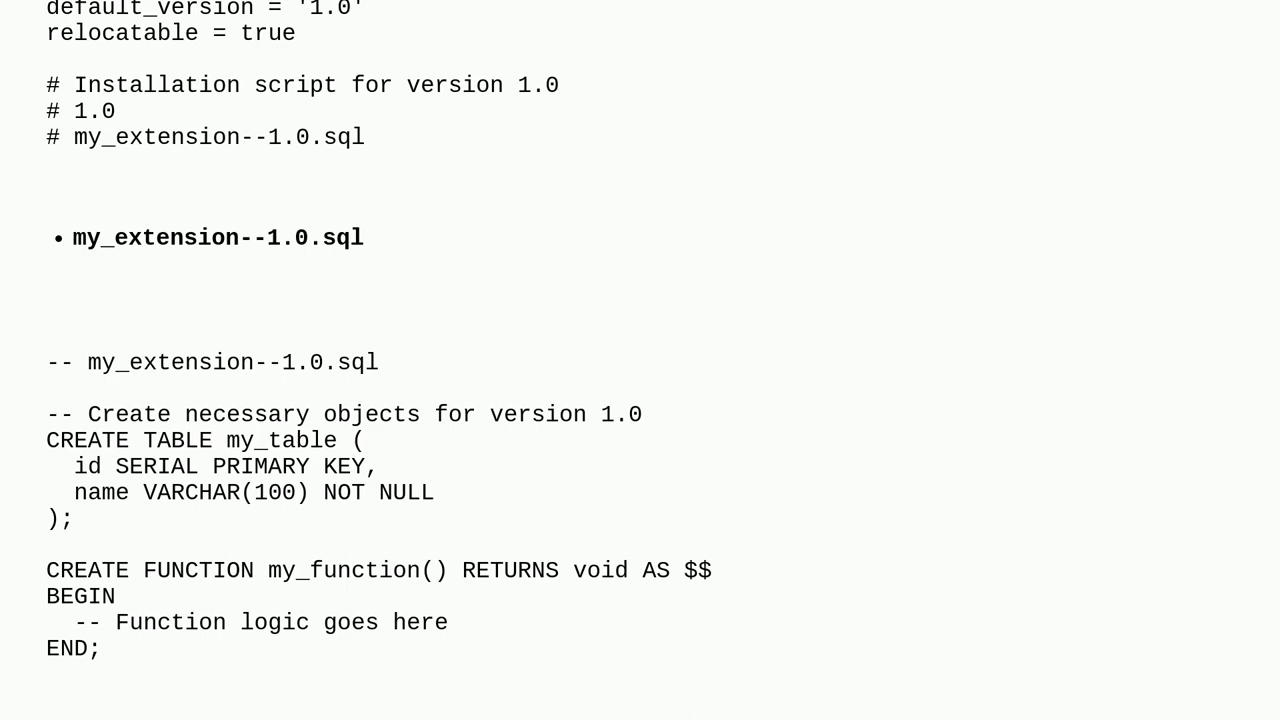 default_version = '1.0'
relocatable = true
# Installation script for version 1.0
# 1.0
# my_extension--1.0.sql
• my_extension--1.0.sql
-- my_extension--1.0.sql
-- Create necessary objects for version 1.0
CREATE TABLE my_table (
  id SERIAL PRIMARY KEY,
  name VARCHAR(100) NOT NULL
);
CREATE FUNCTION my_function() RETURNS void AS $$
BEGIN
  -- Function logic goes here
END;